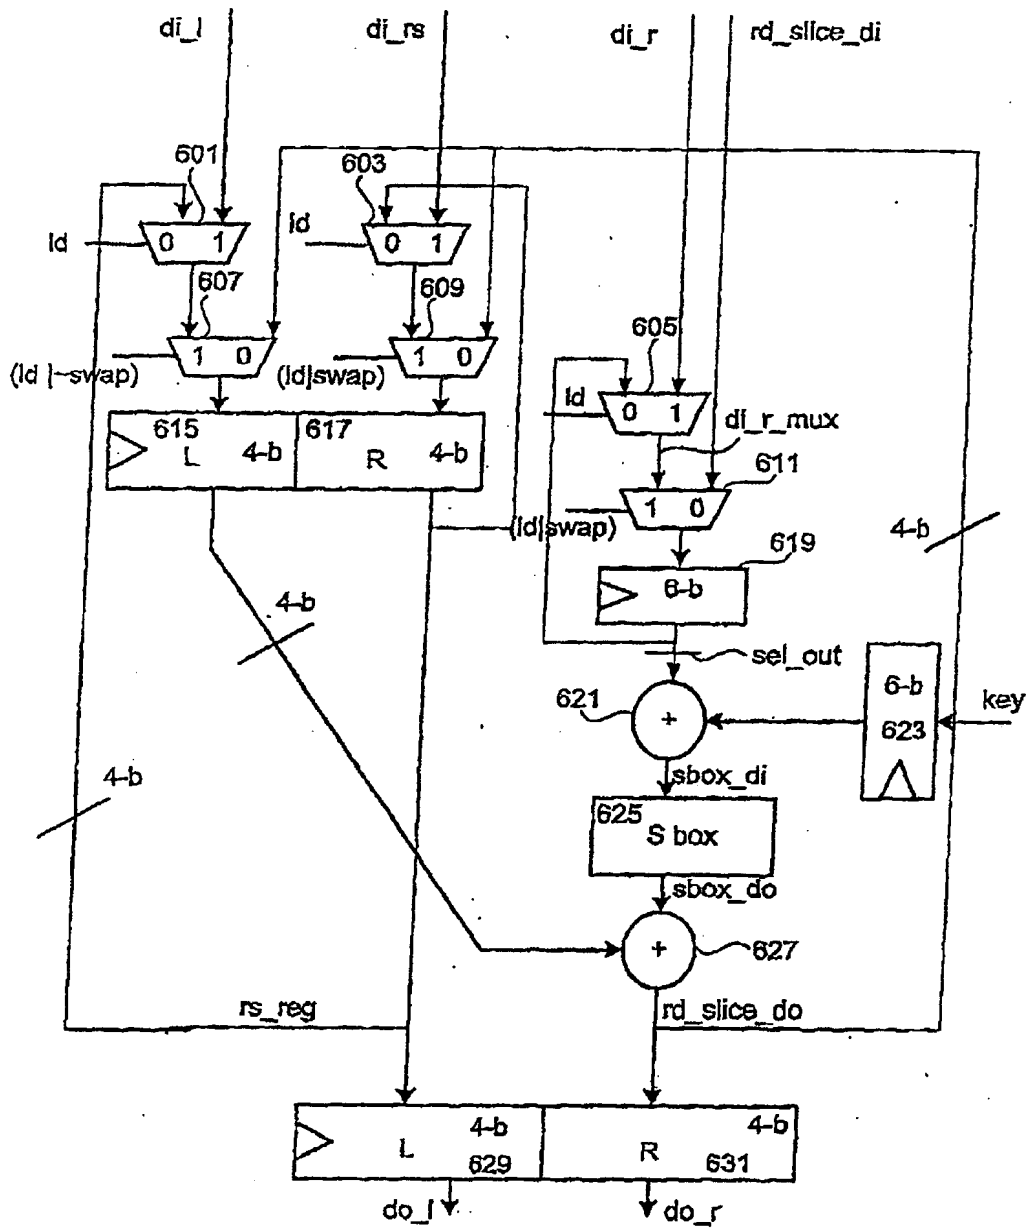 di_l di_rs di_r rd_slice_di
601 603
ld 0 1 ld 0 1
607 609
605
1 0 1 0
(ld |~swap) (ld|swap)
ld 0 1
di_r_mux
615 L 4-b 617 R 4-b
611
1 0
(ld|swap)
4-b
619
6-b
4-b
sel_out
621 + 6-b 623 key
4-b
sbox_di
625 S box
sbox_do
+ 627
rs_reg rd_slice_do
L 4-b 629 R 4-b 631
do_l do_r